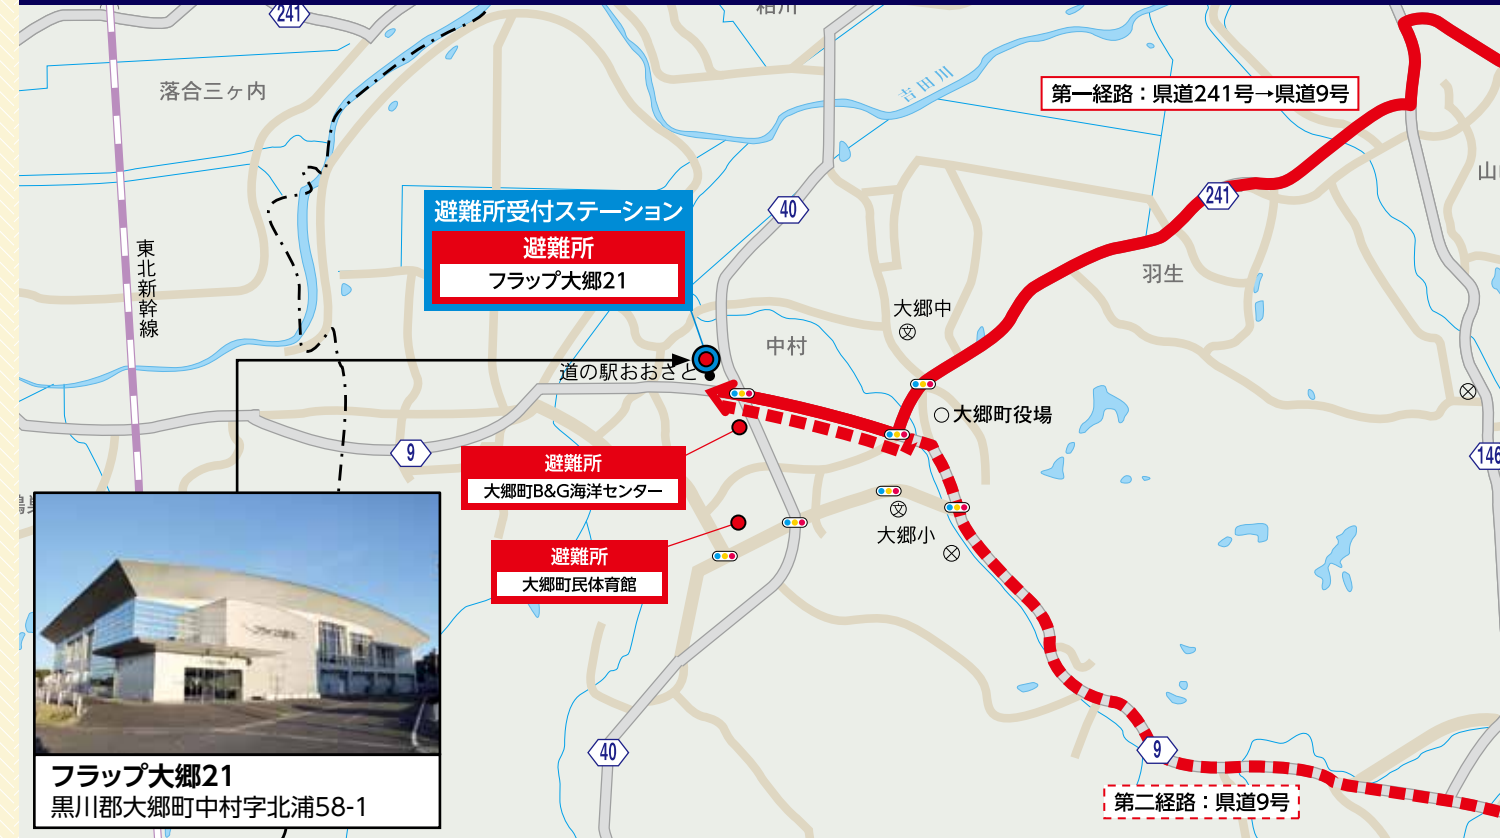 241
落合三ヶ内
吉田川
第一経路：県道241号→県道9号
40
241
避難所受付ステーション
避難所
フラップ大郷21
東北新幹線
羽生
大郷中
中村
道の駅おおさと
大郷町役場
9
避難所
大郷町B&G海洋センター
146
大郷小
避難所
大郷町民体育館
40
9
フラップ大郷21
黒川郡大郷町中村字北浦58-1
第二経路：県道9号